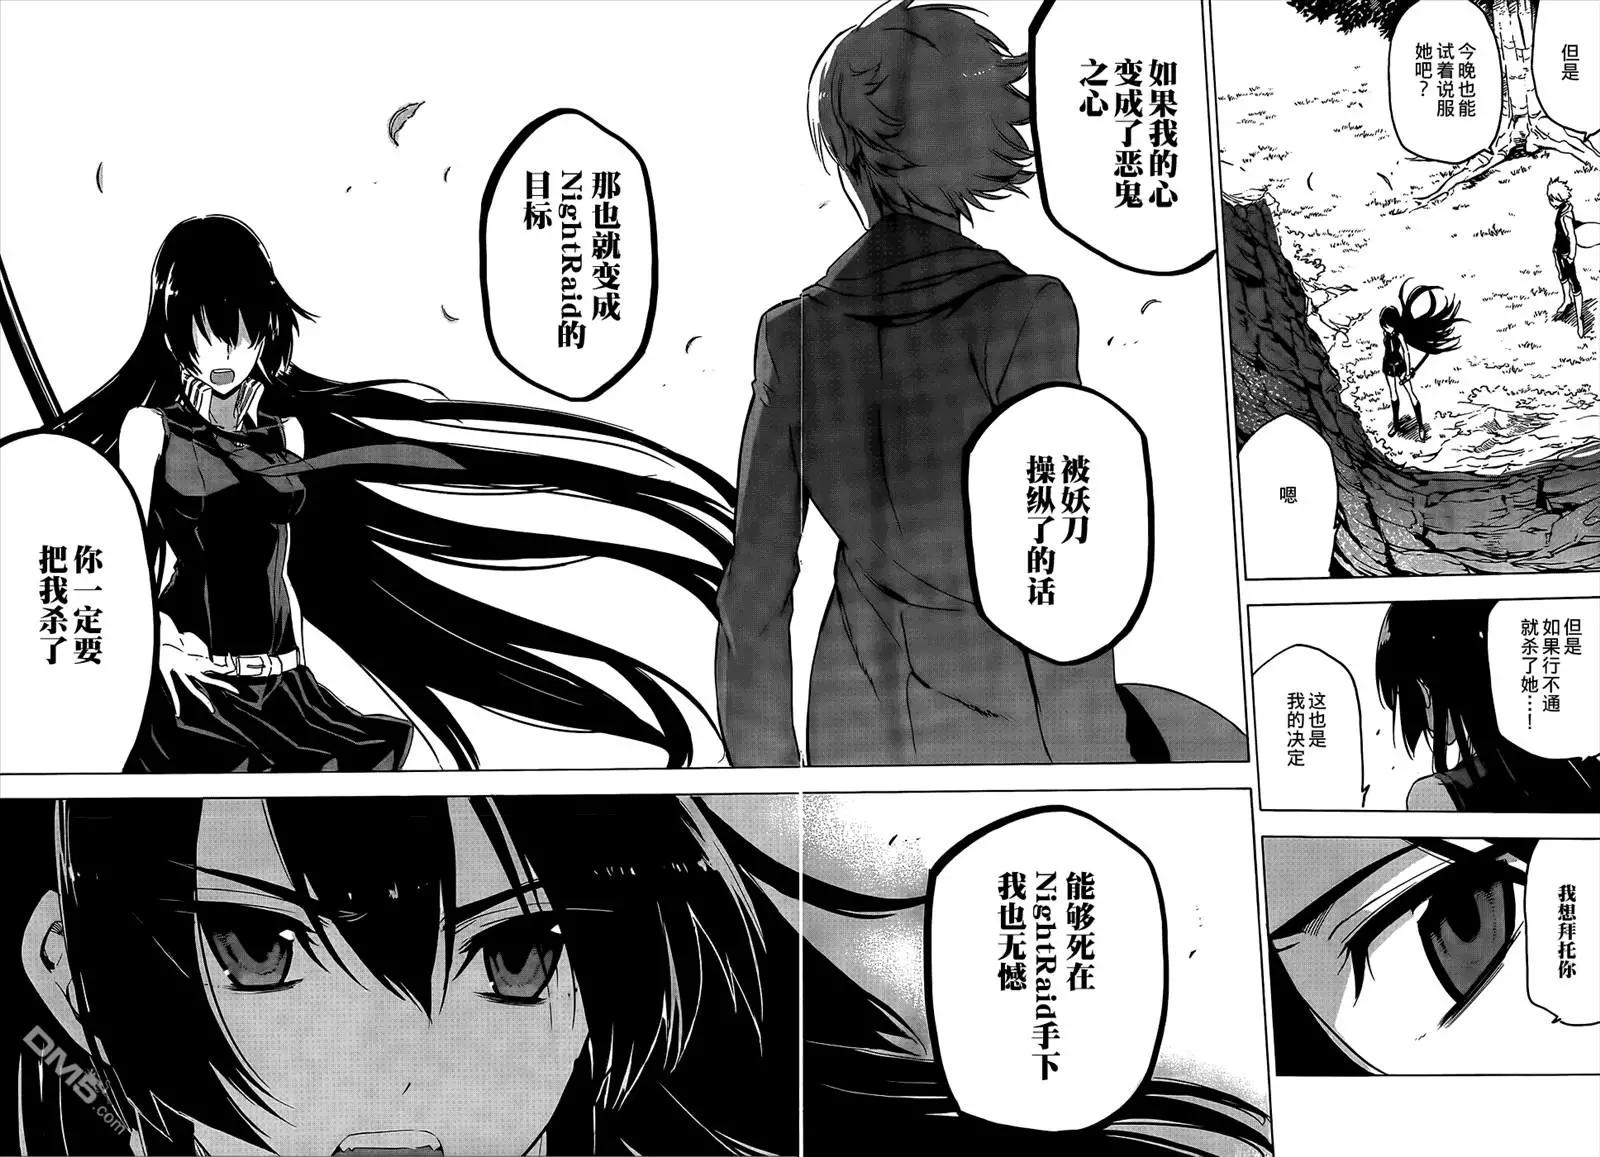 但是
今晚也能
试着说服
她吧？
嗯
但是
如果行不通
就杀了她…！
这也是
我的决定
我想拜托你
如果我的心
变成了恶鬼
之心
被妖刀
操纵了的话
那也就变成
NightRaid的
目标
你一定要
把我杀了
能够死在
NightRaid手下
我也无憾
DM5.com